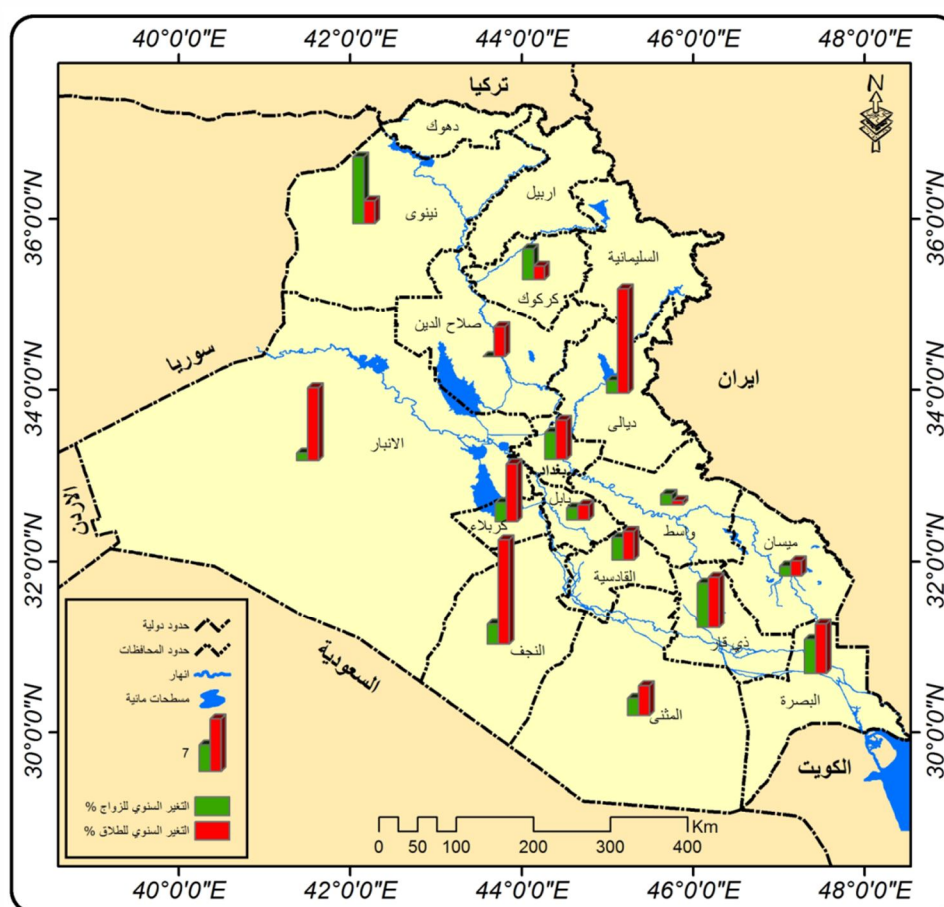 40°0'0"E 42°0'0"E 44°0'0"E 46°0'0"E 48°0'0"E
N
تركيا
دهوك
اربيل
نينوى
36°0'0"N 36°0'0"N
السليمانية
كركوك
صلاح الدين
سوريا
ايران
34°0'0"N 34°0'0"N
ديالى
الانبار
بغداد
بابل
كربلاء
واسط
ميسان
الاردن
32°0'0"N 32°0'0"N
القادسية
النجف
ذي قار
السعودية
المثنى
البصرة
30°0'0"N 30°0'0"N
الكويت
حدود دولية
حدود المحافظات
انهار
مسطحات مائية
7
التغير السنوي للزواج %
التغير السنوي للطلاق %
Km
0 50 100 200 300 400
40°0'0"E 42°0'0"E 44°0'0"E 46°0'0"E 48°0'0"E